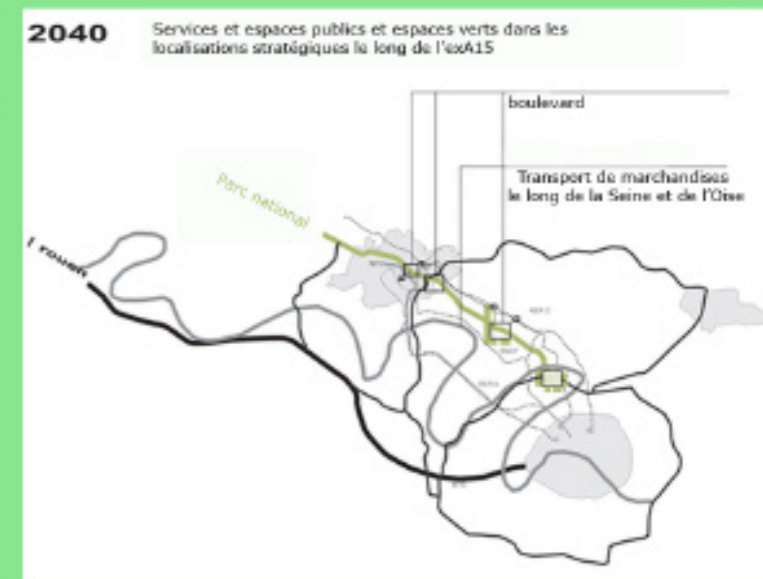 2040
Services et espaces publics et espaces verts dans les
localisations stratégiques le long de l'exA15
boulevard
Transport de marchandises
le long de la Seine et de l'Oise
Parc national
rouen